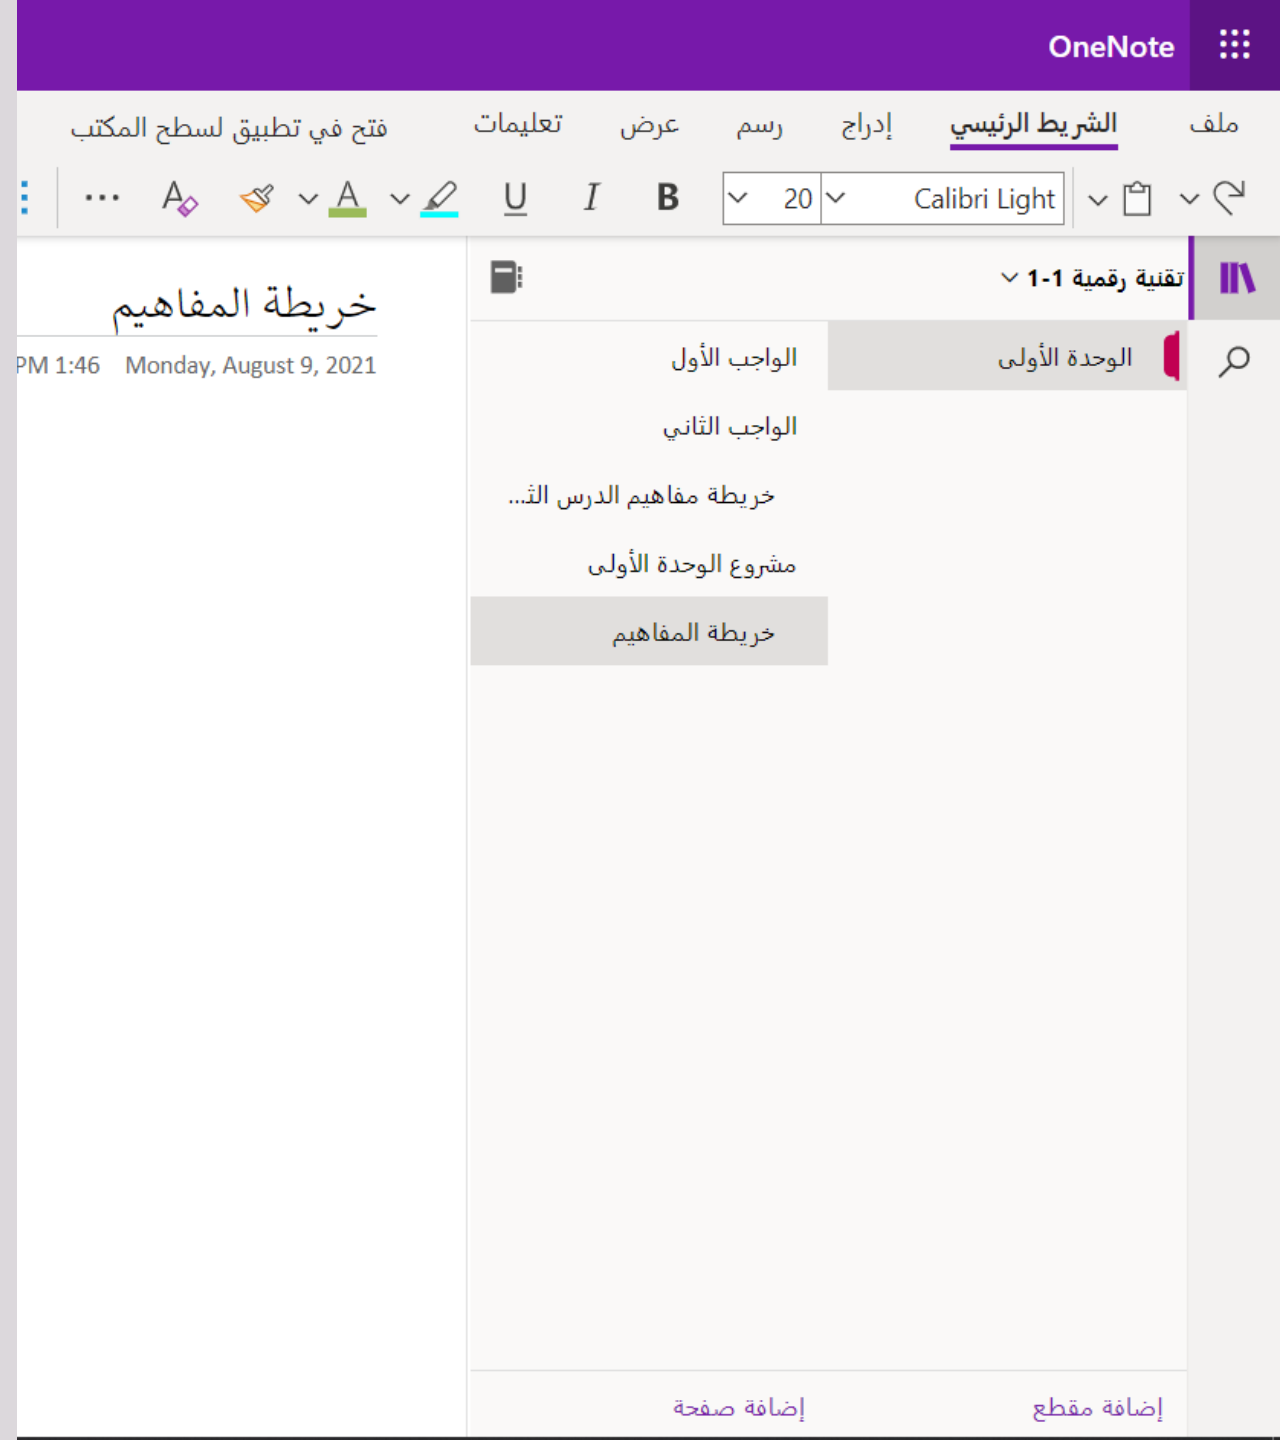 OneNote
ملف الشريط الرئيسي إدراج رسم عرض تعليمات فتح في تطبيق لسطح المكتب
Calibri Light 20 B I U A A
تقنية رقمية 1-1
الوحدة الأولى
الواجب الأول
الواجب الثاني
خريطة مفاهيم الدرس الثـ...
مشروع الوحدة الأولى
خريطة المفاهيم
إضافة مقطع
إضافة صفحة
خريطة المفاهيم
Monday, August 9, 2021 1:46 PM